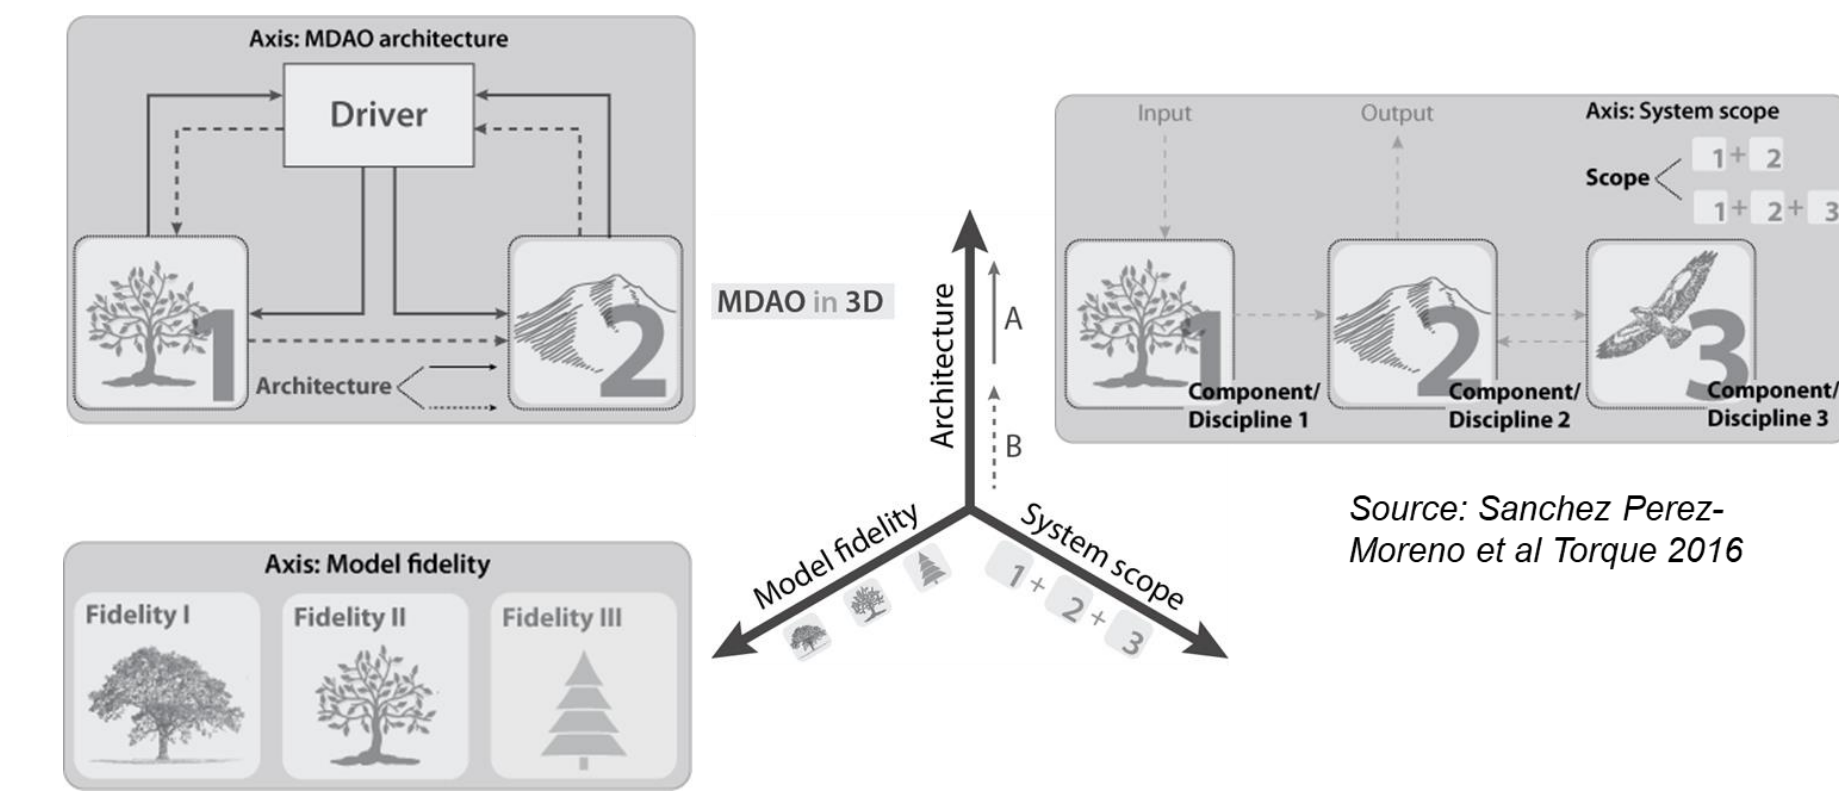 Axis: MDAO architecture
Driver
1
2
Architecture
MDAO in 3D
Architecture
A
B
Model fidelity
System scope
1 + 2 + 3
Input
Output
Axis: System scope
Scope
1 + 2
1 + 2 + 3
1
2
3
Component/
Discipline 1
Component/
Discipline 2
Component/
Discipline 3
Source: Sanchez Perez-
Moreno et al Torque 2016
Axis: Model fidelity
Fidelity I
Fidelity II
Fidelity III